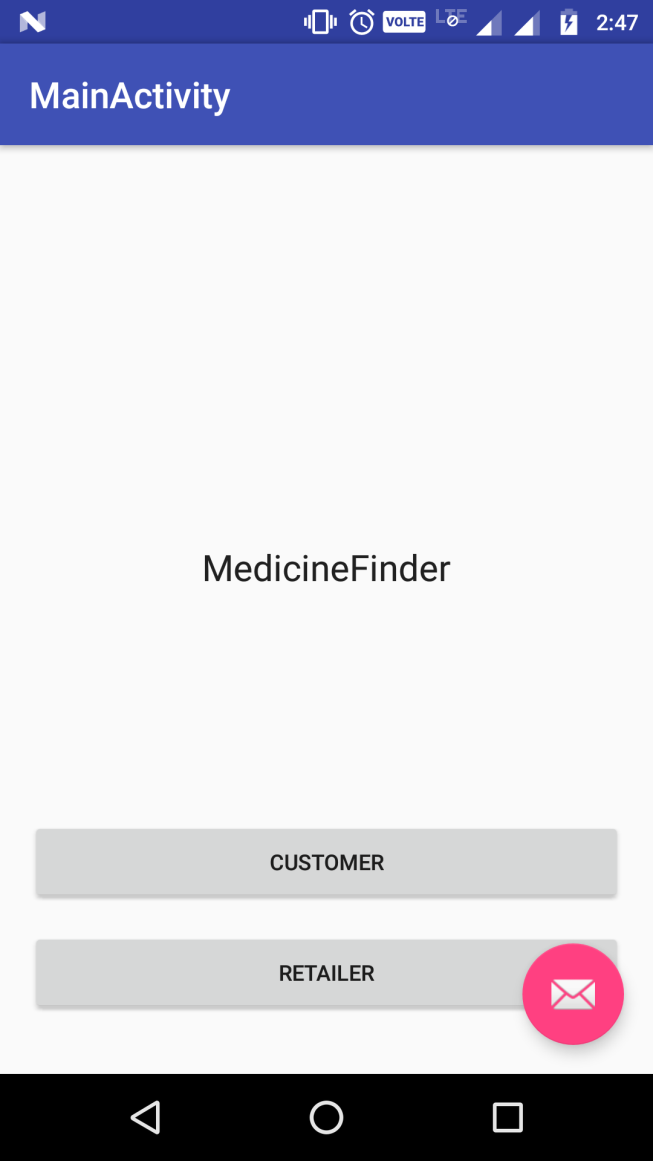 VOLTE LTE 2:47
MainActivity
MedicineFinder
CUSTOMER
RETAILER